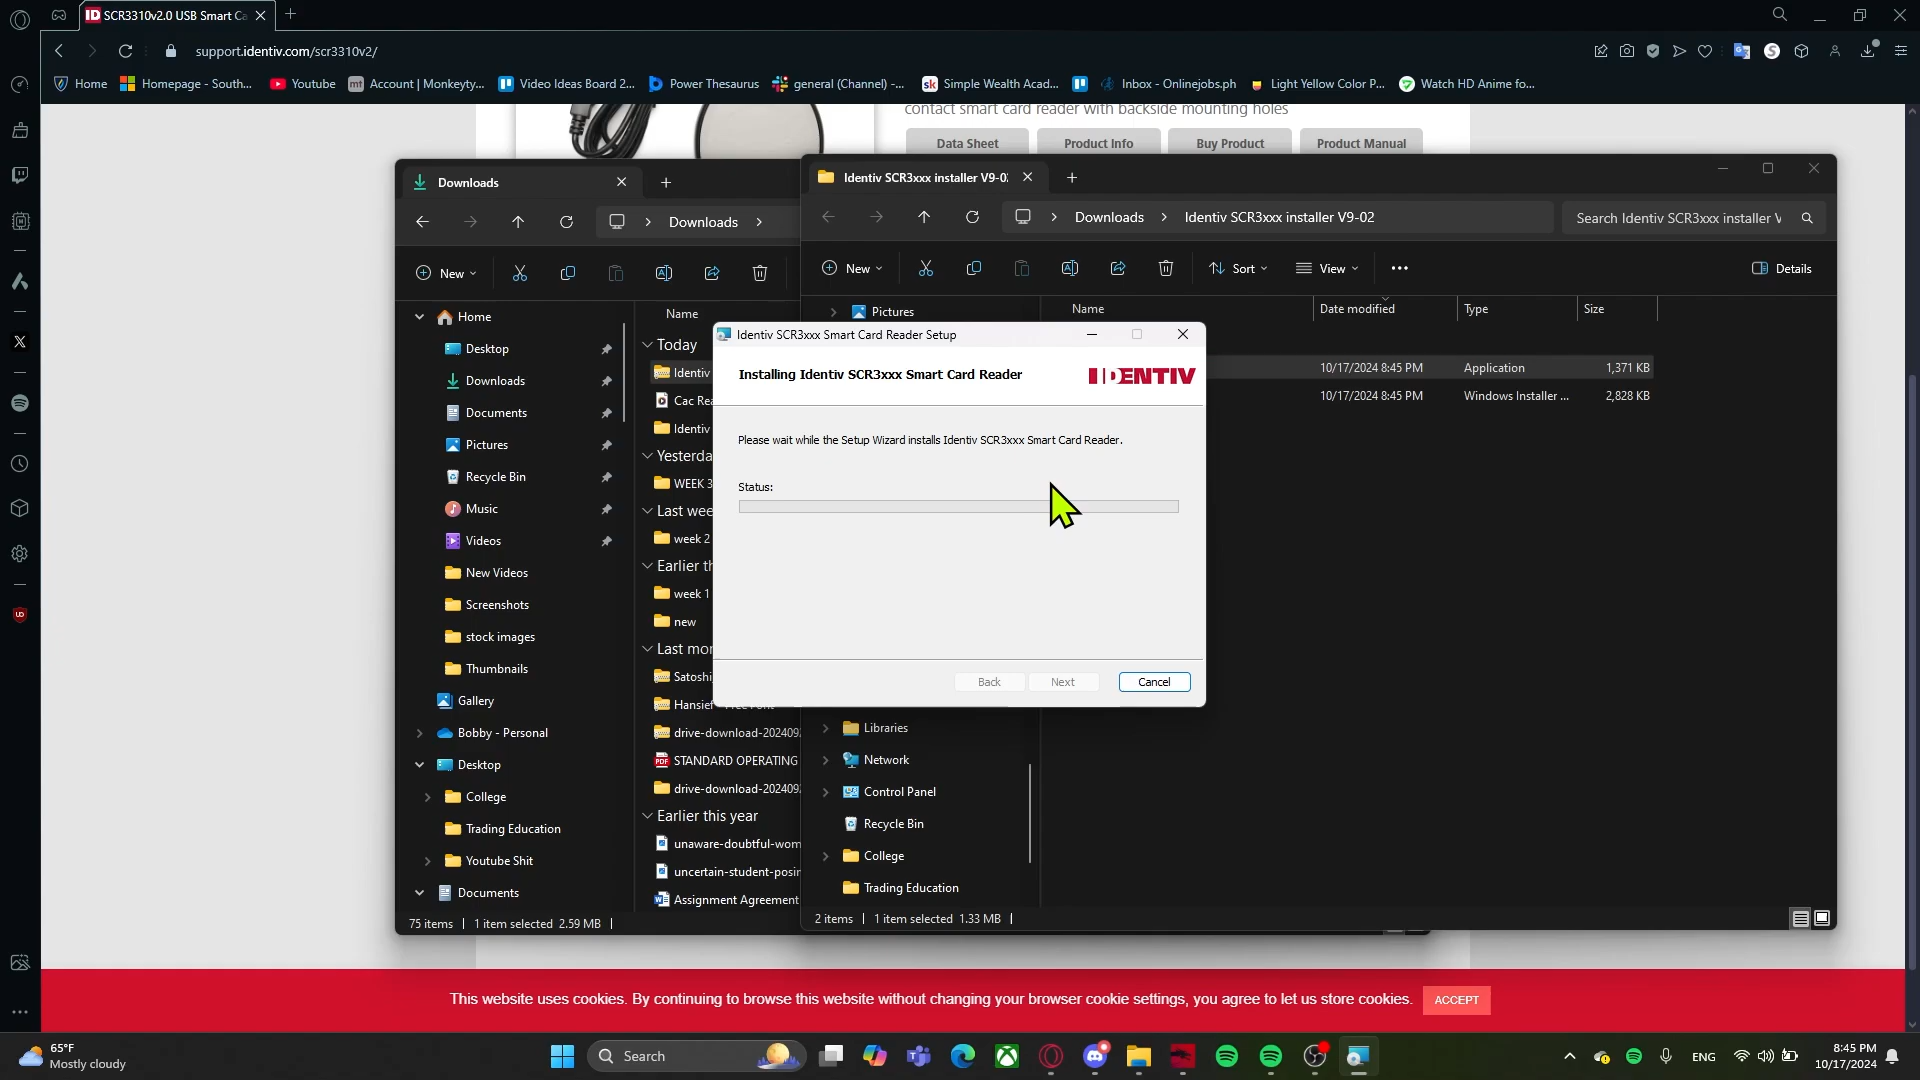 SCR3310v2.0 USB Smart Ca
support.identiv.com/scr3310v2/
Home
Homepage - South...
Youtube
Account | Monkeyty...
Video Ideas Board 2...
Power Thesaurus
general (Channel) -...
Simple Wealth Acad...
Inbox - Onlinejobs.ph
Light Yellow Color P...
Watch HD Anime fo...
contact smart card reader with backside mounting holes
Data Sheet
Product Info
Buy Product
Product Manual
Downloads
Downloads
New
Name
Home
Desktop
Downloads
Documents
Pictures
Recycle Bin
Music
Videos
New Videos
Screenshots
stock images
Thumbnails
Gallery
Bobby - Personal
Desktop
College
Trading Education
Youtube Shit
Documents
Today
Identiv
Cac Rea
Identiv
Yesterda
WEEK 3
Last wee
week 2
Earlier th
week 1
new
Last mor
Satoshi
Hansief - Free Font
drive-download-202409
STANDARD OPERATING
drive-download-202409
Earlier this year
unaware-doubtful-wom
uncertain-student-posin
Assignment Agreement
75 items
1 item selected 2.59 MB
Identiv SCR3xxx installer V9-02
Downloads
Identiv SCR3xxx installer V9-02
Search Identiv SCR3xxx installer V
New
Sort
View
Details
Pictures
Name
Date modified
Type
Size
10/17/2024 8:45 PM
Application
1,371 KB
10/17/2024 8:45 PM
Windows Installer ...
2,828 KB
Libraries
Network
Control Panel
Recycle Bin
College
Trading Education
2 items
1 item selected 1.33 MB
Identiv SCR3xxx Smart Card Reader Setup
Installing Identiv SCR3xxx Smart Card Reader
IDENTIV
Please wait while the Setup Wizard installs Identiv SCR3xxx Smart Card Reader.
Status:
Back
Next
Cancel
This website uses cookies. By continuing to browse this website without changing your browser cookie settings, you agree to let us store cookies.
ACCEPT
65°F
Mostly cloudy
Search
ENG
8:45 PM
10/17/2024